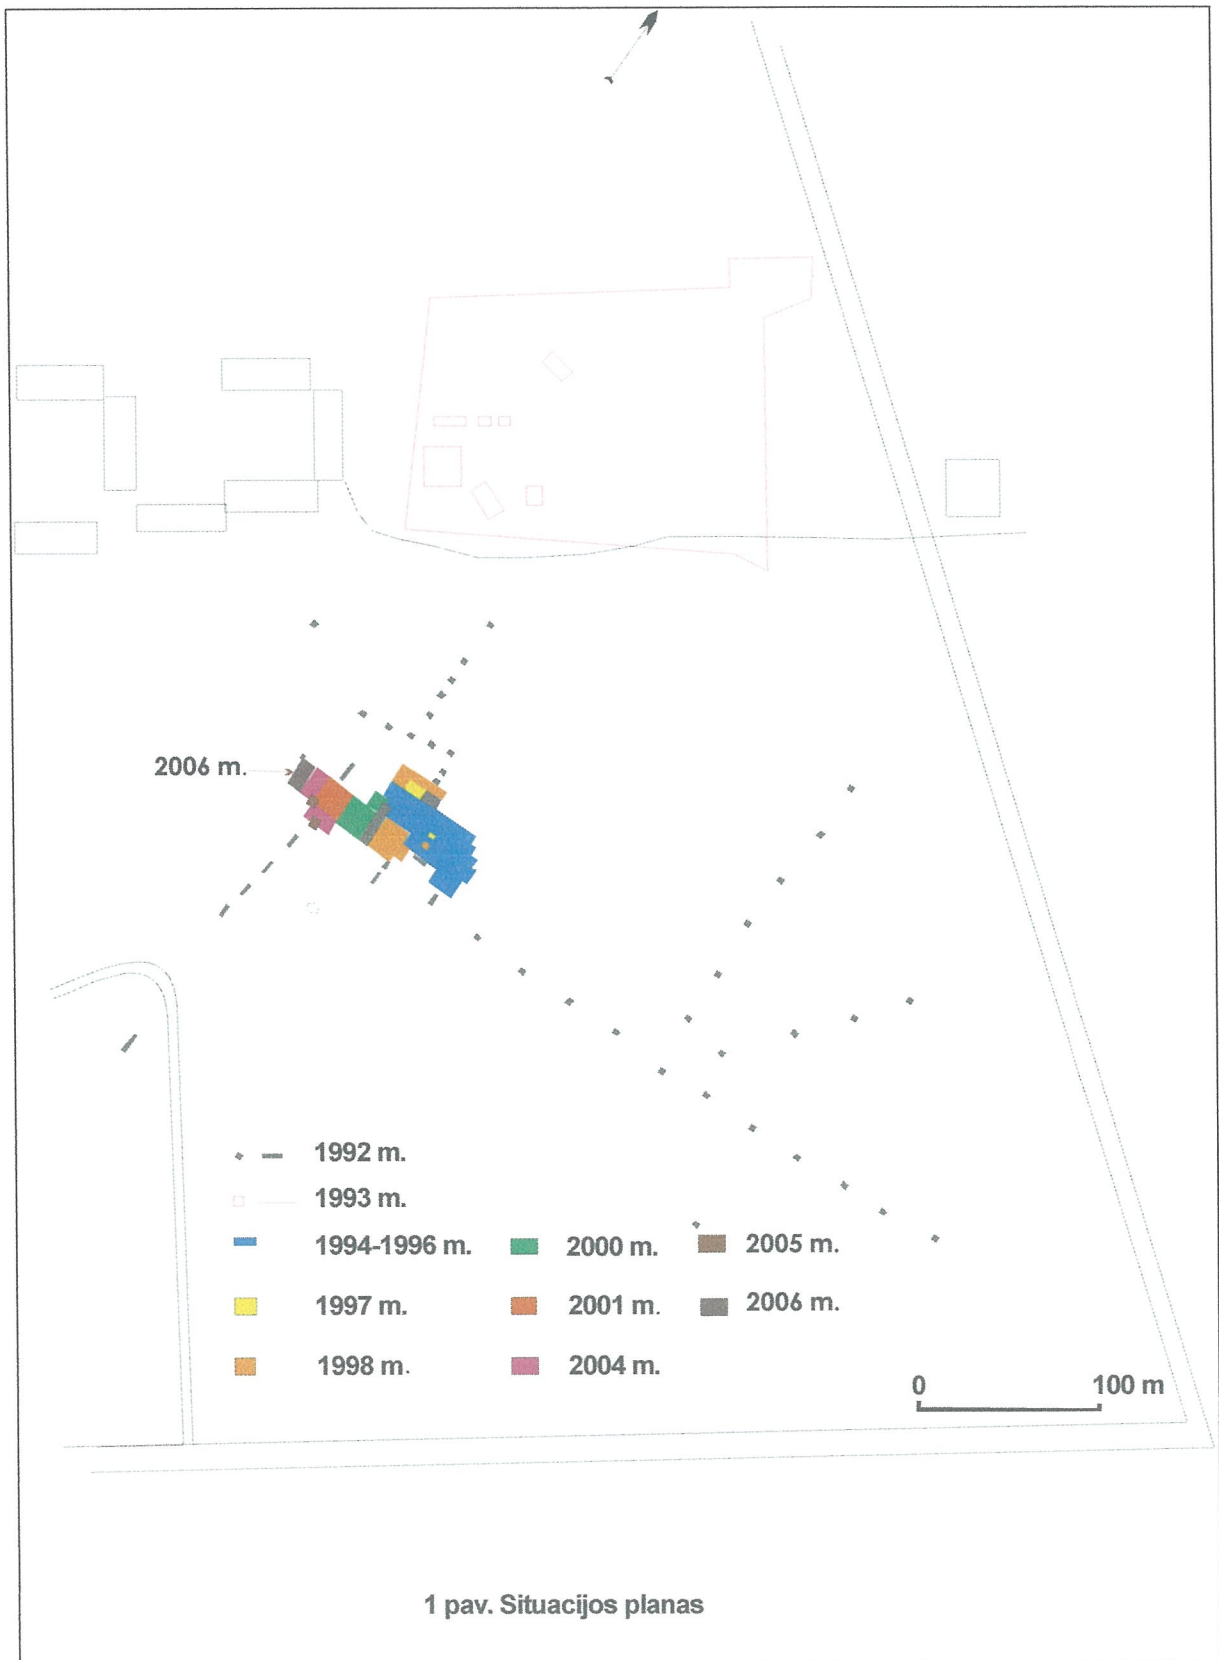 2006 m.
1992 m.
1993 m.
1994-1996 m.
2000 m.
2005 m.
1997 m.
2001 m.
2006 m.
1998 m.
2004 m.
0 100 m
1 pav. Situacijos planas